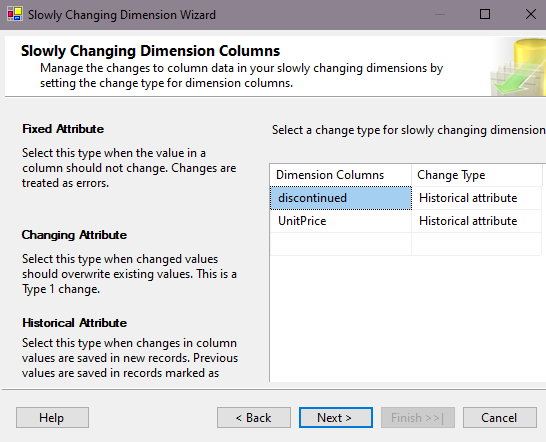 Slowly Changing Dimension Wizard
Slowly Changing Dimension Columns
Manage the changes to column data in your slowly changing dimensions by
setting the change type for dimension columns.
Fixed Attribute
Select this type when the value in a
column should not change. Changes are
treated as errors.
Changing Attribute
Select this type when changed values
should overwrite existing values. This is a
Type 1 change.
Historical Attribute
Select this type when changes in column
values are saved in new records. Previous
values are saved in records marked as
Select a change type for slowly changing dimension
Dimension Columns Change Type
discontinued Historical attribute
UnitPrice Historical attribute
Help < Back Next > Finish >>| Cancel